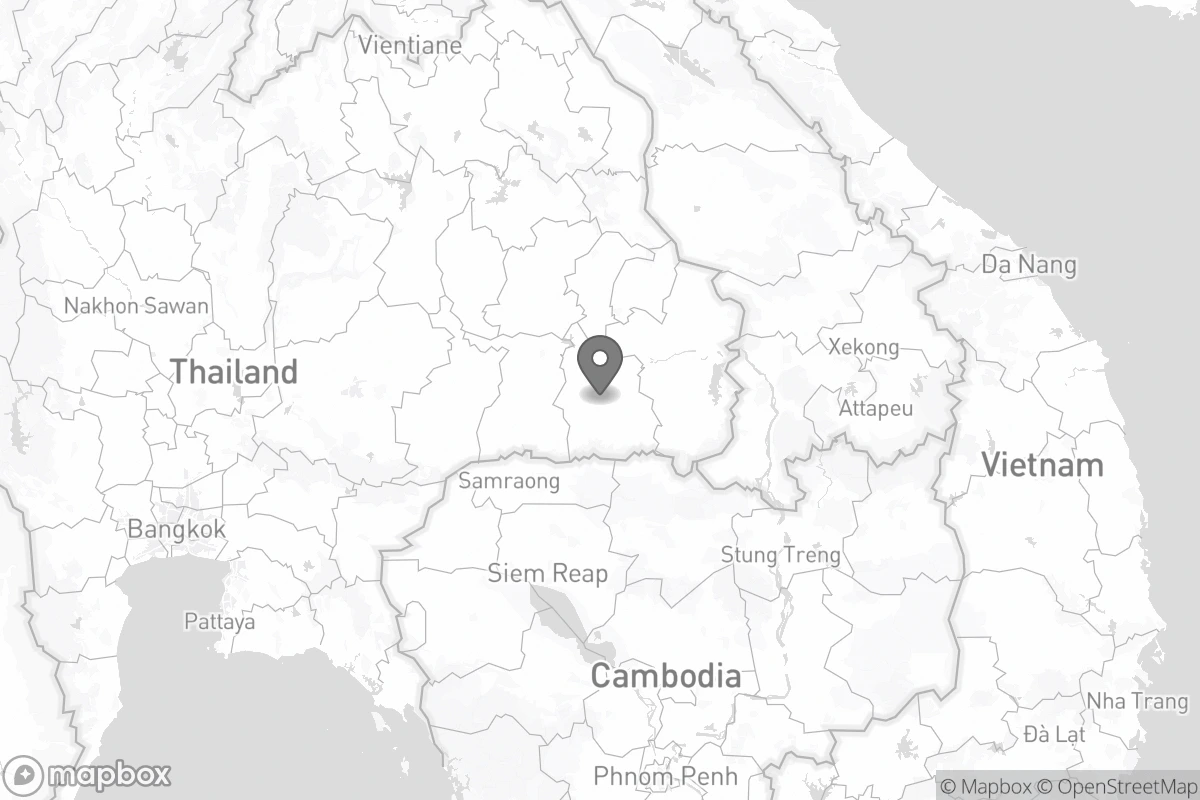 Vientiane
Da Nang
Nakhon Sawan
Xekong
Thailand
Attapeu
Vietnam
Samraong
Bangkok
Stung Treng
Siem Reap
Pattaya
Cambodia
Nha Trang
Đà Lạt
Phnom Penh
mapbox
© Mapbox © OpenStreetMap